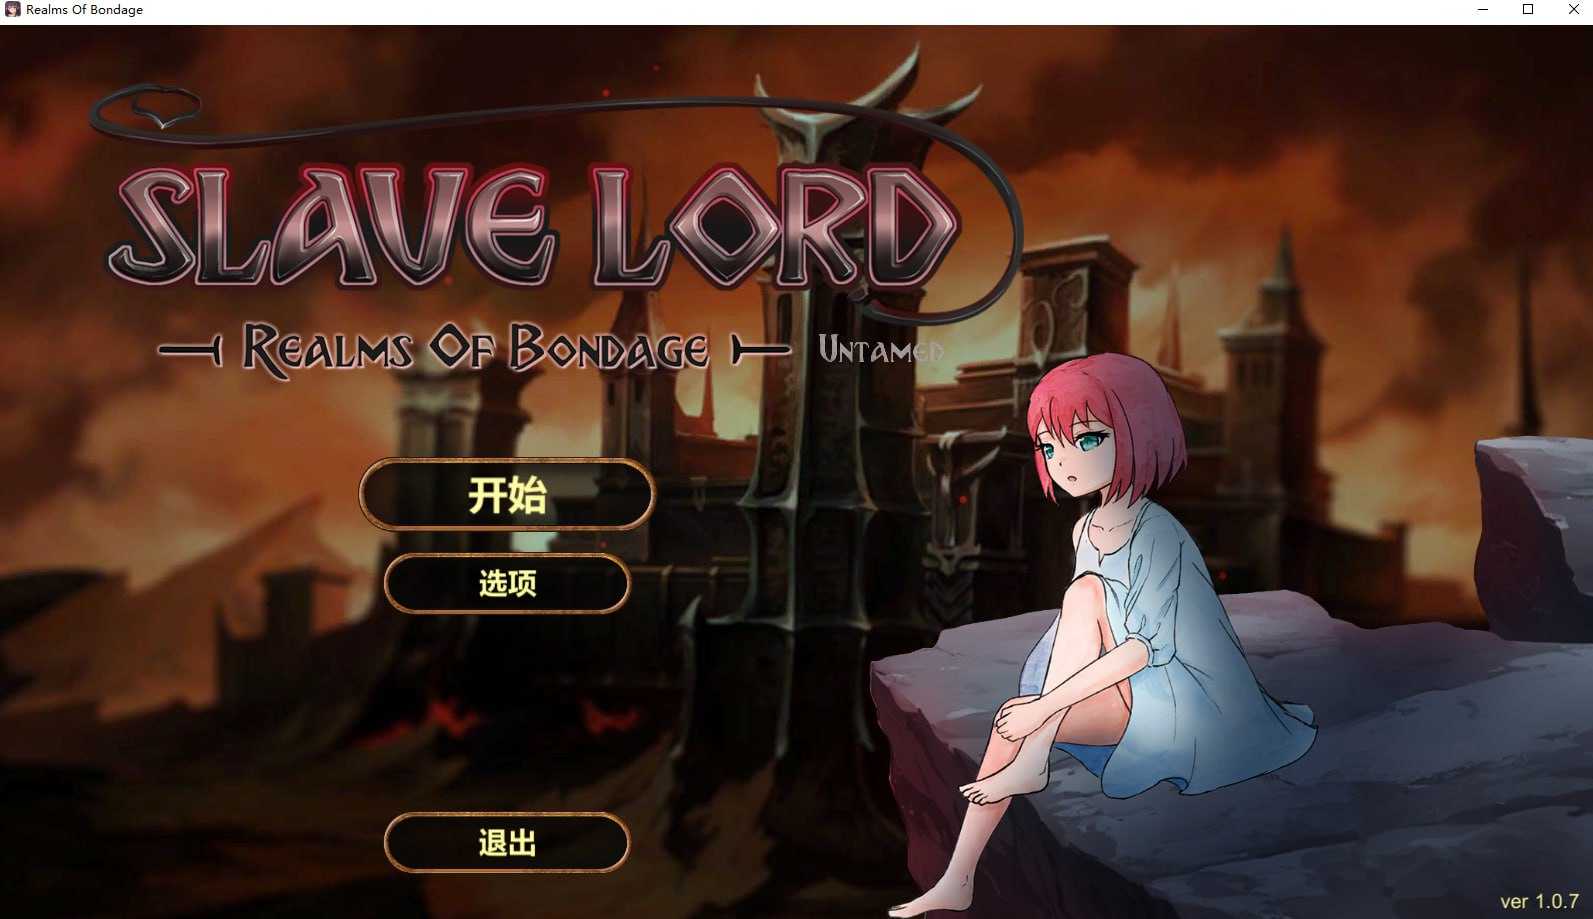 Realms Of Bondage
SLAVE LORD
REALMS OF BONDAGE
UNTAMED
开始
选项
退出
ver 1.0.7